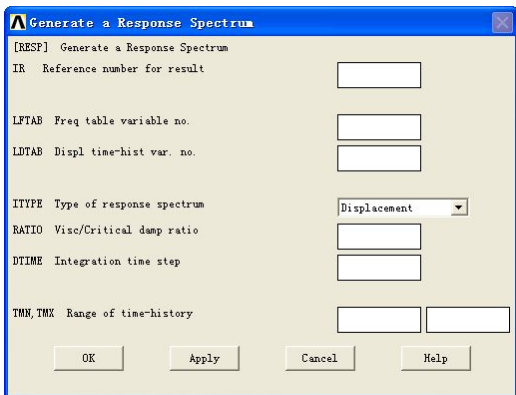 Generate a Response Spectrum
[RESP] Generate a Response Spectrum
IR Reference number for result
LFTAB Freq table variable no.
LDTAB Displ time-hist var. no.
ITYPE Type of response spectrum Displacement
RATIO Visc/Critical damp ratio
DTIME Integration time step
TMN, TMX Range of time-history
OK Apply Cancel Help